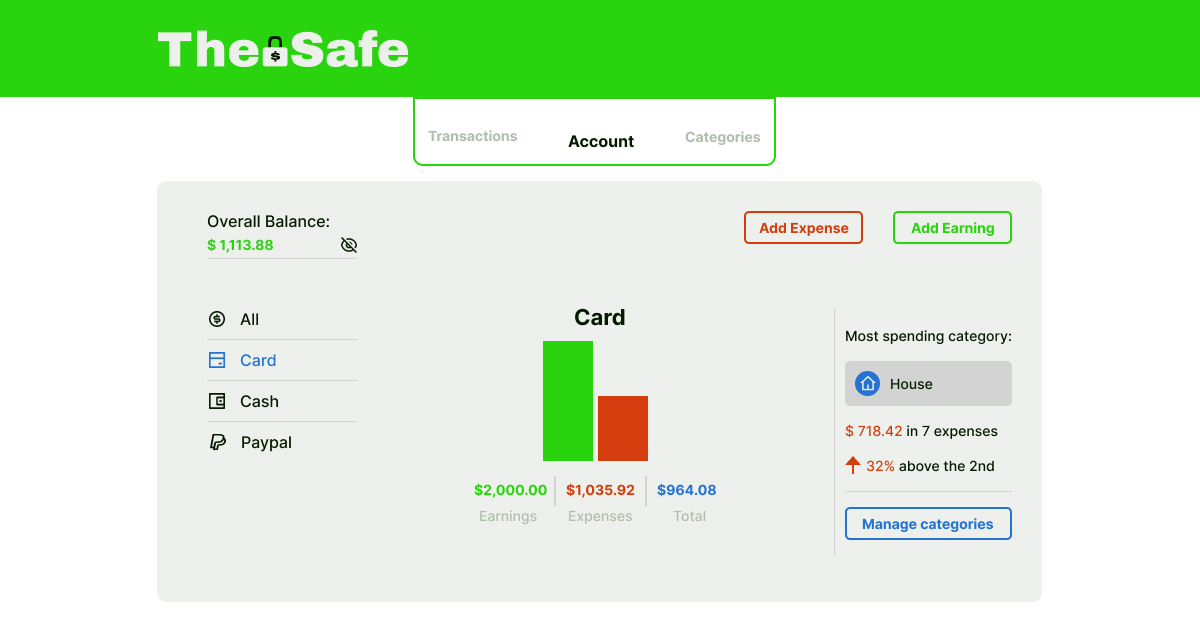 The Safe
Transactions
Account
Categories
Overall Balance:
$ 1,113.88
Add Expense
Add Earning
All
Card
Cash
Paypal
Card
$2,000.00
Earnings
$1,035.92
Expenses
$964.08
Total
Most spending category:
House
$ 718.42 in 7 expenses
32% above the 2nd
Manage categories